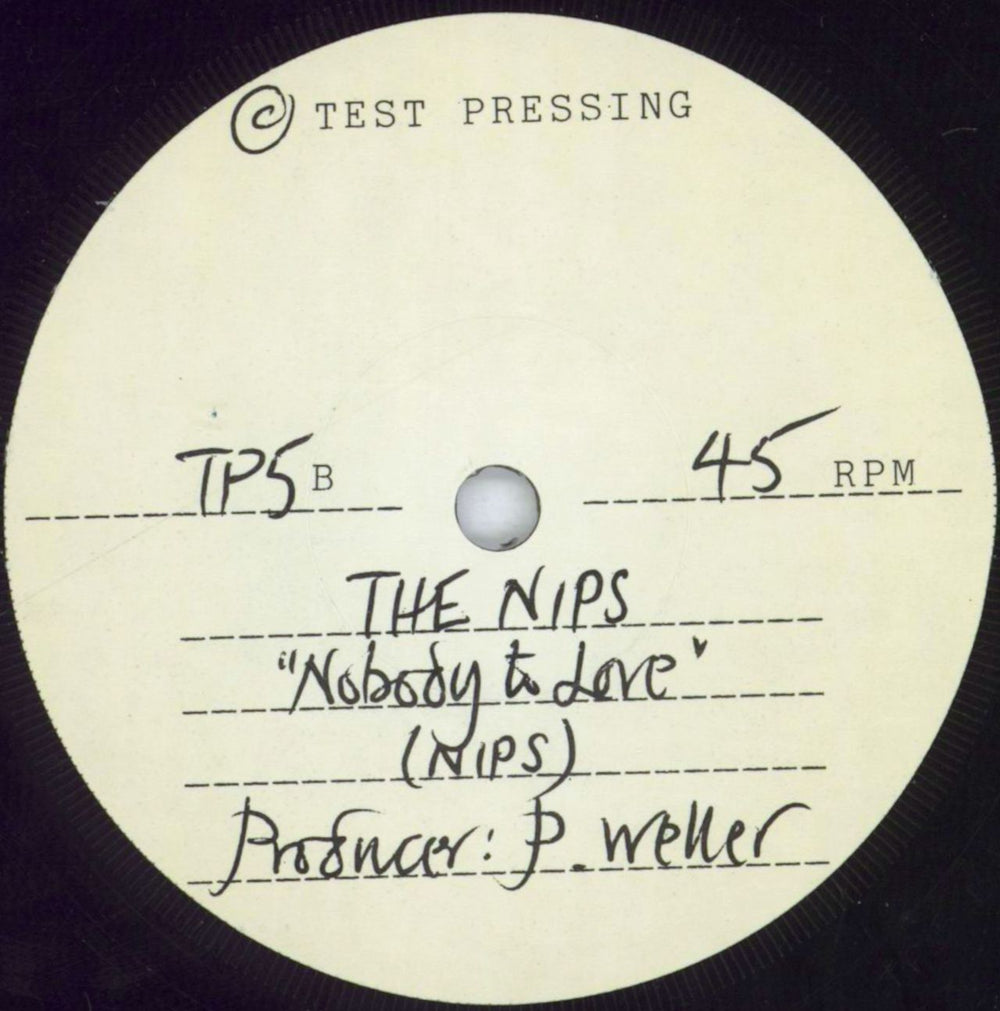 © TEST PRESSING
TP5 B 45 RPM
THE NIPS
"Nobody to Love"
(NIPS)
Producer: P. Weller